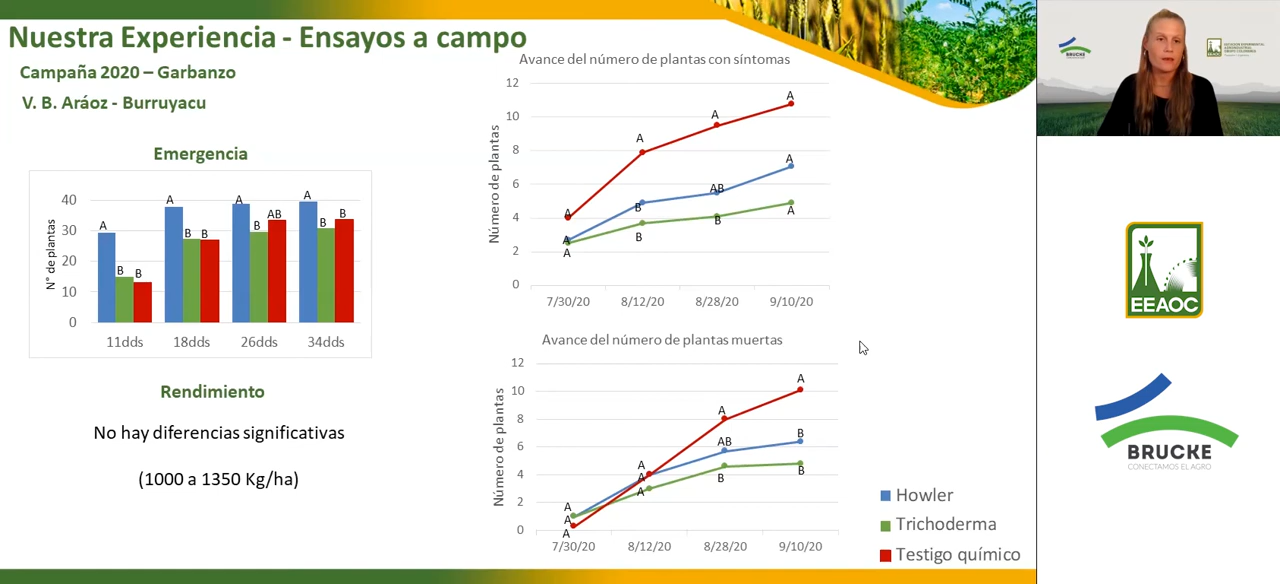 Nuestra Experiencia - Ensayos a campo
Campaña 2020 – Garbanzo
V. B. Aráoz - Burruyacu
Emergencia
N° de plantas
40
30
20
10
0
A
B
B
A
B
B
A
B
AB
A
B
B
11dds
18dds
26dds
34dds
Rendimiento
No hay diferencias significativas
(1000 a 1350 Kg/ha)
Avance del número de plantas con síntomas
Número de plantas
12
10
8
6
4
2
0
A
A
A
A
A
B
B
A
AB
B
A
A
A
7/30/20
8/12/20
8/28/20
9/10/20
Avance del número de plantas muertas
Número de plantas
12
10
8
6
4
2
0
A
A
A
A
A
A
A
AB
B
A
B
B
7/30/20
8/12/20
8/28/20
9/10/20
Howler
Trichoderma
Testigo químico
BRUCKE
EEAOC
BRUCKE
CONECTAMOS EL AGRO